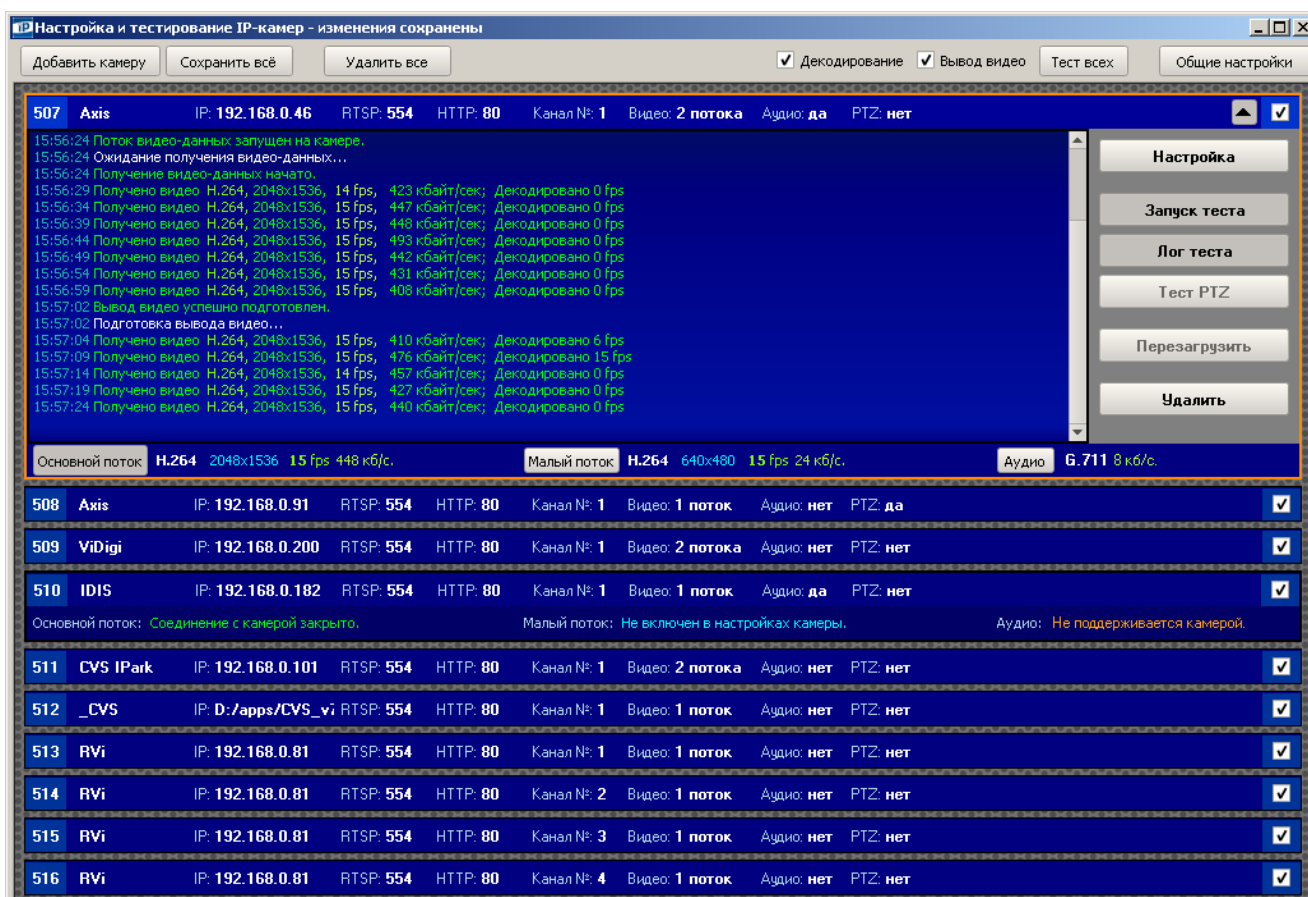 iP Настройка и тестирование IP-камер - изменения сохранены
Добавить камеру Сохранить всё Удалить все Декодирование Вывод видео Тест всех Общие настройки
507 Axis IP: 192.168.0.46 RTSP: 554 HTTP: 80 Канал №: 1 Видео: 2 потока Аудио: да PTZ: нет
15:56:24 Поток видео-данных запущен на камере.
15:56:24 Ожидание получения видео-данных...
15:56:24 Получение видео-данных начато.
15:56:29 Получено видео H.264, 2048x1536, 14 fps, 423 кбайт/сек; Декодировано 0 fps
15:56:34 Получено видео H.264, 2048x1536, 15 fps, 447 кбайт/сек; Декодировано 0 fps
15:56:39 Получено видео H.264, 2048x1536, 15 fps, 448 кбайт/сек; Декодировано 0 fps
15:56:44 Получено видео H.264, 2048x1536, 15 fps, 493 кбайт/сек; Декодировано 0 fps
15:56:49 Получено видео H.264, 2048x1536, 15 fps, 442 кбайт/сек; Декодировано 0 fps
15:56:54 Получено видео H.264, 2048x1536, 15 fps, 431 кбайт/сек; Декодировано 0 fps
15:56:59 Получено видео H.264, 2048x1536, 15 fps, 408 кбайт/сек; Декодировано 0 fps
15:57:02 Вывод видео успешно подготовлен.
15:57:02 Подготовка вывода видео...
15:57:04 Получено видео H.264, 2048x1536, 15 fps, 410 кбайт/сек; Декодировано 6 fps
15:57:09 Получено видео H.264, 2048x1536, 15 fps, 476 кбайт/сек; Декодировано 15 fps
15:57:14 Получено видео H.264, 2048x1536, 14 fps, 457 кбайт/сек; Декодировано 0 fps
15:57:19 Получено видео H.264, 2048x1536, 15 fps, 427 кбайт/сек; Декодировано 0 fps
15:57:24 Получено видео H.264, 2048x1536, 15 fps, 440 кбайт/сек; Декодировано 0 fps
Настройка
Запуск теста
Лог теста
Тест PTZ
Перезагрузить
Удалить
Основной поток H.264 2048x1536 15 fps 448 кб/с. Малый поток H.264 640x480 15 fps 24 кб/с. Аудио G.711 8 кб/с.
508 Axis IP: 192.168.0.91 RTSP: 554 HTTP: 80 Канал №: 1 Видео: 1 поток Аудио: нет PTZ: да
509 ViDigi IP: 192.168.0.200 RTSP: 554 HTTP: 80 Канал №: 1 Видео: 2 потока Аудио: нет PTZ: нет
510 IDIS IP: 192.168.0.182 RTSP: 554 HTTP: 80 Канал №: 1 Видео: 1 поток Аудио: да PTZ: нет
Основной поток: Соединение с камерой закрыто. Малый поток: Не включен в настройках камеры. Аудио: Не поддерживается камерой.
511 CVS IPark IP: 192.168.0.101 RTSP: 554 HTTP: 80 Канал №: 1 Видео: 2 потока Аудио: нет PTZ: нет
512 _CVS IP: D:/apps/CVS_vi RTSP: 554 HTTP: 80 Канал №: 1 Видео: 1 поток Аудио: нет PTZ: нет
513 RVi IP: 192.168.0.81 RTSP: 554 HTTP: 80 Канал №: 1 Видео: 1 поток Аудио: нет PTZ: нет
514 RVi IP: 192.168.0.81 RTSP: 554 HTTP: 80 Канал №: 2 Видео: 1 поток Аудио: нет PTZ: нет
515 RVi IP: 192.168.0.81 RTSP: 554 HTTP: 80 Канал №: 3 Видео: 1 поток Аудио: нет PTZ: нет
516 RVi IP: 192.168.0.81 RTSP: 554 HTTP: 80 Канал №: 4 Видео: 1 поток Аудио: нет PTZ: нет